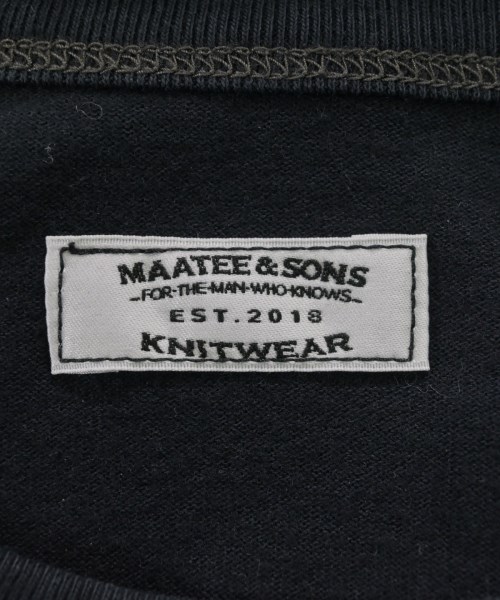 MAATEE & SONS
-FOR-THE-MAN-WHO-KNOWS-
EST.2018
KNITWEAR